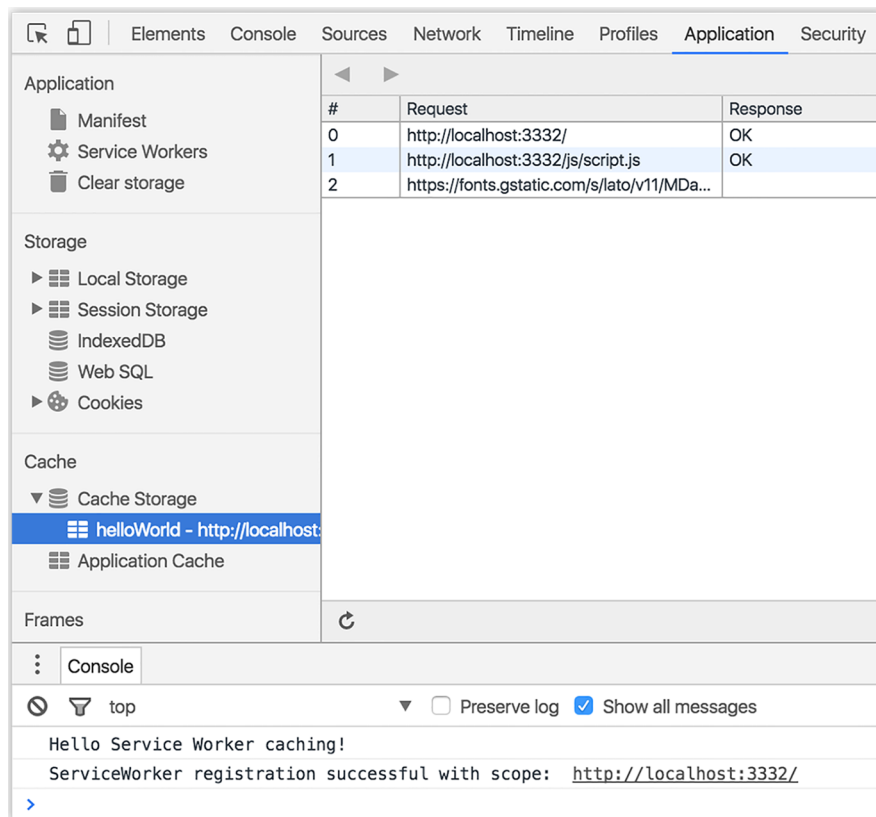 Elements Console Sources Network Timeline Profiles Application Security
Application
Manifest
Service Workers
Clear storage
Storage
Local Storage
Session Storage
IndexedDB
Web SQL
Cookies
Cache
Cache Storage
helloWorld - http://localhost:
Application Cache
Frames
# Request Response
0 http://localhost:3332/ OK
1 http://localhost:3332/js/script.js OK
2 https://fonts.gstatic.com/s/lato/v11/MDa...
Console
top Preserve log Show all messages
Hello Service Worker caching!
ServiceWorker registration successful with scope: http://localhost:3332/
>